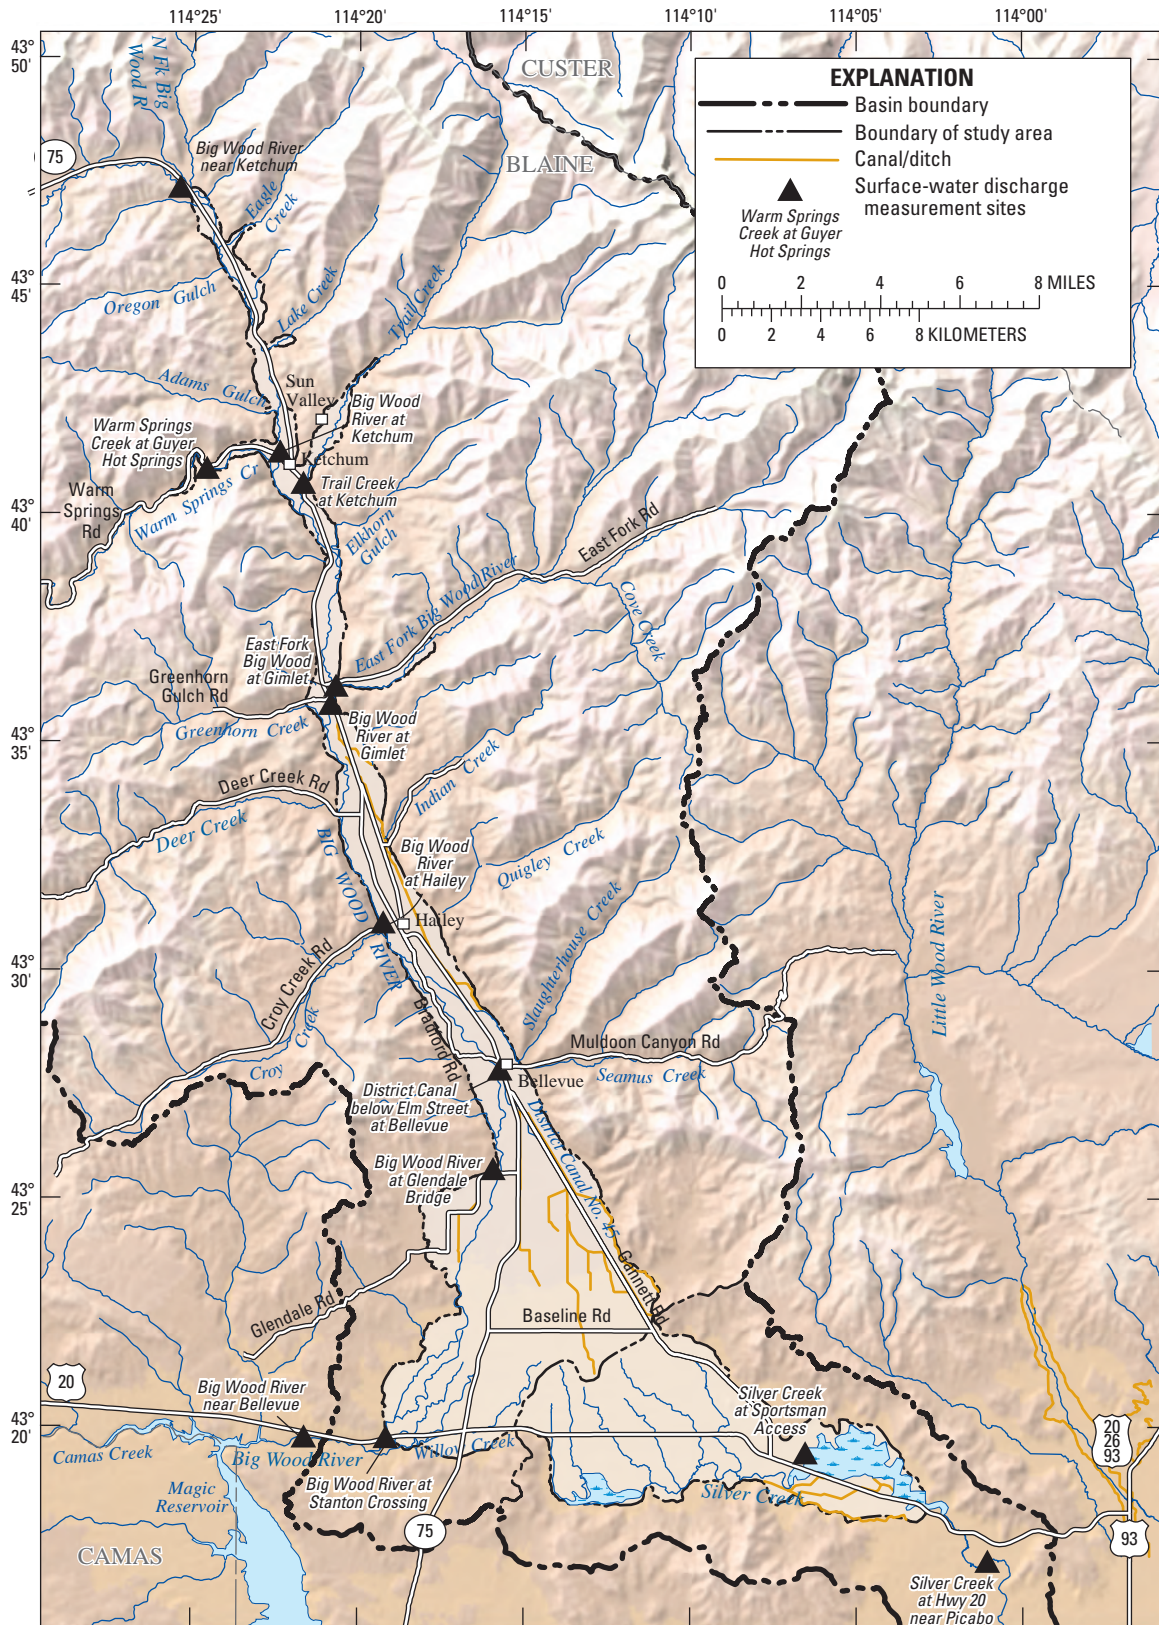 114°25'
114°20'
114°15'
114°10'
114°05'
114°00'
43°
50'
43°
45'
43°
40'
43°
35'
43°
30'
43°
25'
43°
20'
EXPLANATION
Basin boundary
Boundary of study area
Canal/ditch
Surface-water discharge
measurement sites
Warm Springs
Creek at Guyer
Hot Springs
0 2 4 6 8 MILES
0 2 4 6 8 KILOMETERS
CUSTER
BLAINE
N Fk Big
Wood R
75
Big Wood River
near Ketchum
Eagle
Creek
Oregon Gulch
Lake Creek
Trail Creek
Adams Gulch
Sun
Valley
Big Wood
River at
Ketchum
Warm Springs
Creek at Guyer
Hot Springs
Ketchum
Warm Springs Cr
Trail Creek
at Ketchum
Warm
Springs
Rd
Elkhorn
Gulch
East Fork Rd
East Fork Big Wood River
Cove Creek
East Fork
Big Wood
at Gimlet
Greenhorn
Gulch Rd
Greenhorn Creek
Big Wood
River at
Gimlet
Deer Creek Rd
Indian Creek
Deer Creek
BIG WOOD RIVER
Big Wood
River
at Hailey
Quigley Creek
Hailey
Slaughterhouse Creek
Little Wood River
Croy Creek Rd
Croy Creek
Bradford Rd
Muldoon Canyon Rd
Seamus Creek
Bellevue
District Canal
below Elm Street
at Bellevue
District Canal No. 45
Big Wood River
at Glendale
Bridge
Gannett Rd
Glendale Rd
Baseline Rd
20
Big Wood River
near Bellevue
Silver Creek
at Sportsman
Access
20
26
93
Camas Creek
Big Wood River
Willow Creek
Magic
Reservoir
Big Wood River at
Stanton Crossing
Silver Creek
75
93
CAMAS
Silver Creek
at Hwy 20
near Picabo